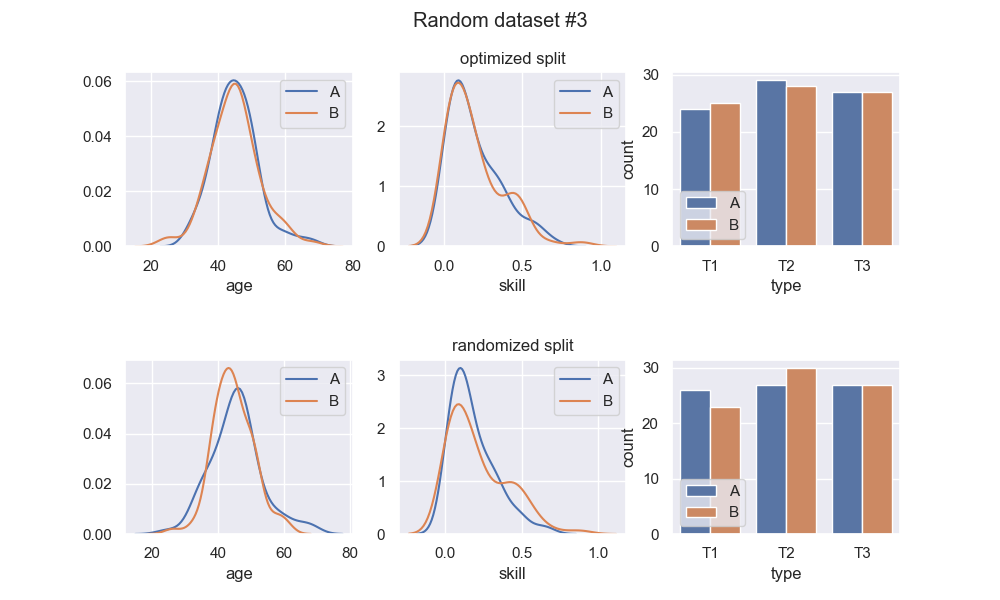 Random dataset #3
optimized split
0.06
0.04
0.02
0.00
20 40 60 80
age
A
B
2
1
0
0.0 0.5 1.0
skill
A
B
30
20
10
0
count
T1 T2 T3
type
A
B
randomized split
0.06
0.04
0.02
0.00
20 40 60 80
age
A
B
3
2
1
0
0.0 0.5 1.0
skill
A
B
30
20
10
0
count
T1 T2 T3
type
A
B